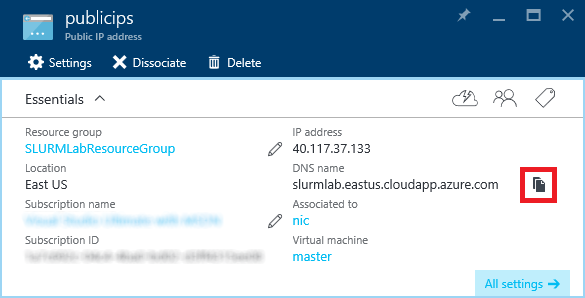 publicips
Public IP address
Settings Dissociate Delete
Essentials
Resource group
SLURMLabResourceGroup
Location
East US
Subscription name
Subscription ID
IP address
40.117.37.133
DNS name
slurmlab.eastus.cloudapp.azure.com
Associated to
nic
Virtual machine
master
All settings